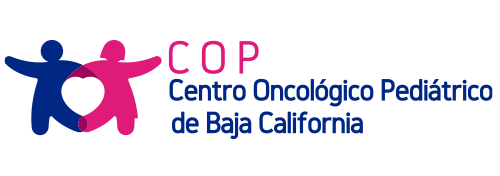 COP
Centro Oncológico Pediátrico
de Baja California